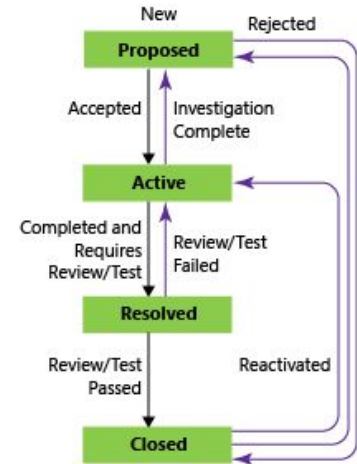 New
Rejected
Proposed
Accepted
Investigation
Complete
Active
Completed and
Requires
Review/Test
Review/Test
Failed
Resolved
Review/Test
Passed
Reactivated
Closed